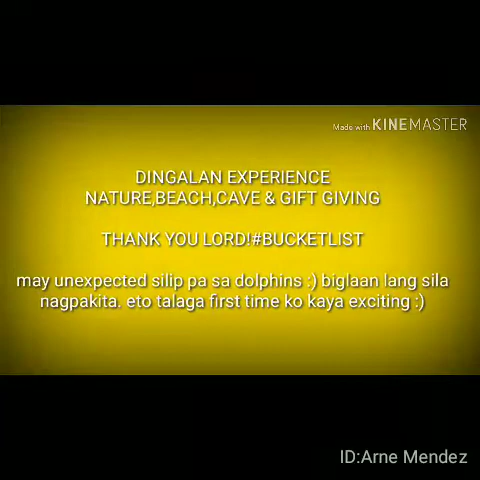 Made with KINEMASTER
DINGALAN EXPERIENCE
NATURE,BEACH,CAVE & GIFT GIVING
THANK YOU LORD!#BUCKETLIST
may unexpected silip pa sa dolphins :) biglaan lang sila
nagpakita. eto talaga first time ko kaya exciting :)
ID:Arne Mendez